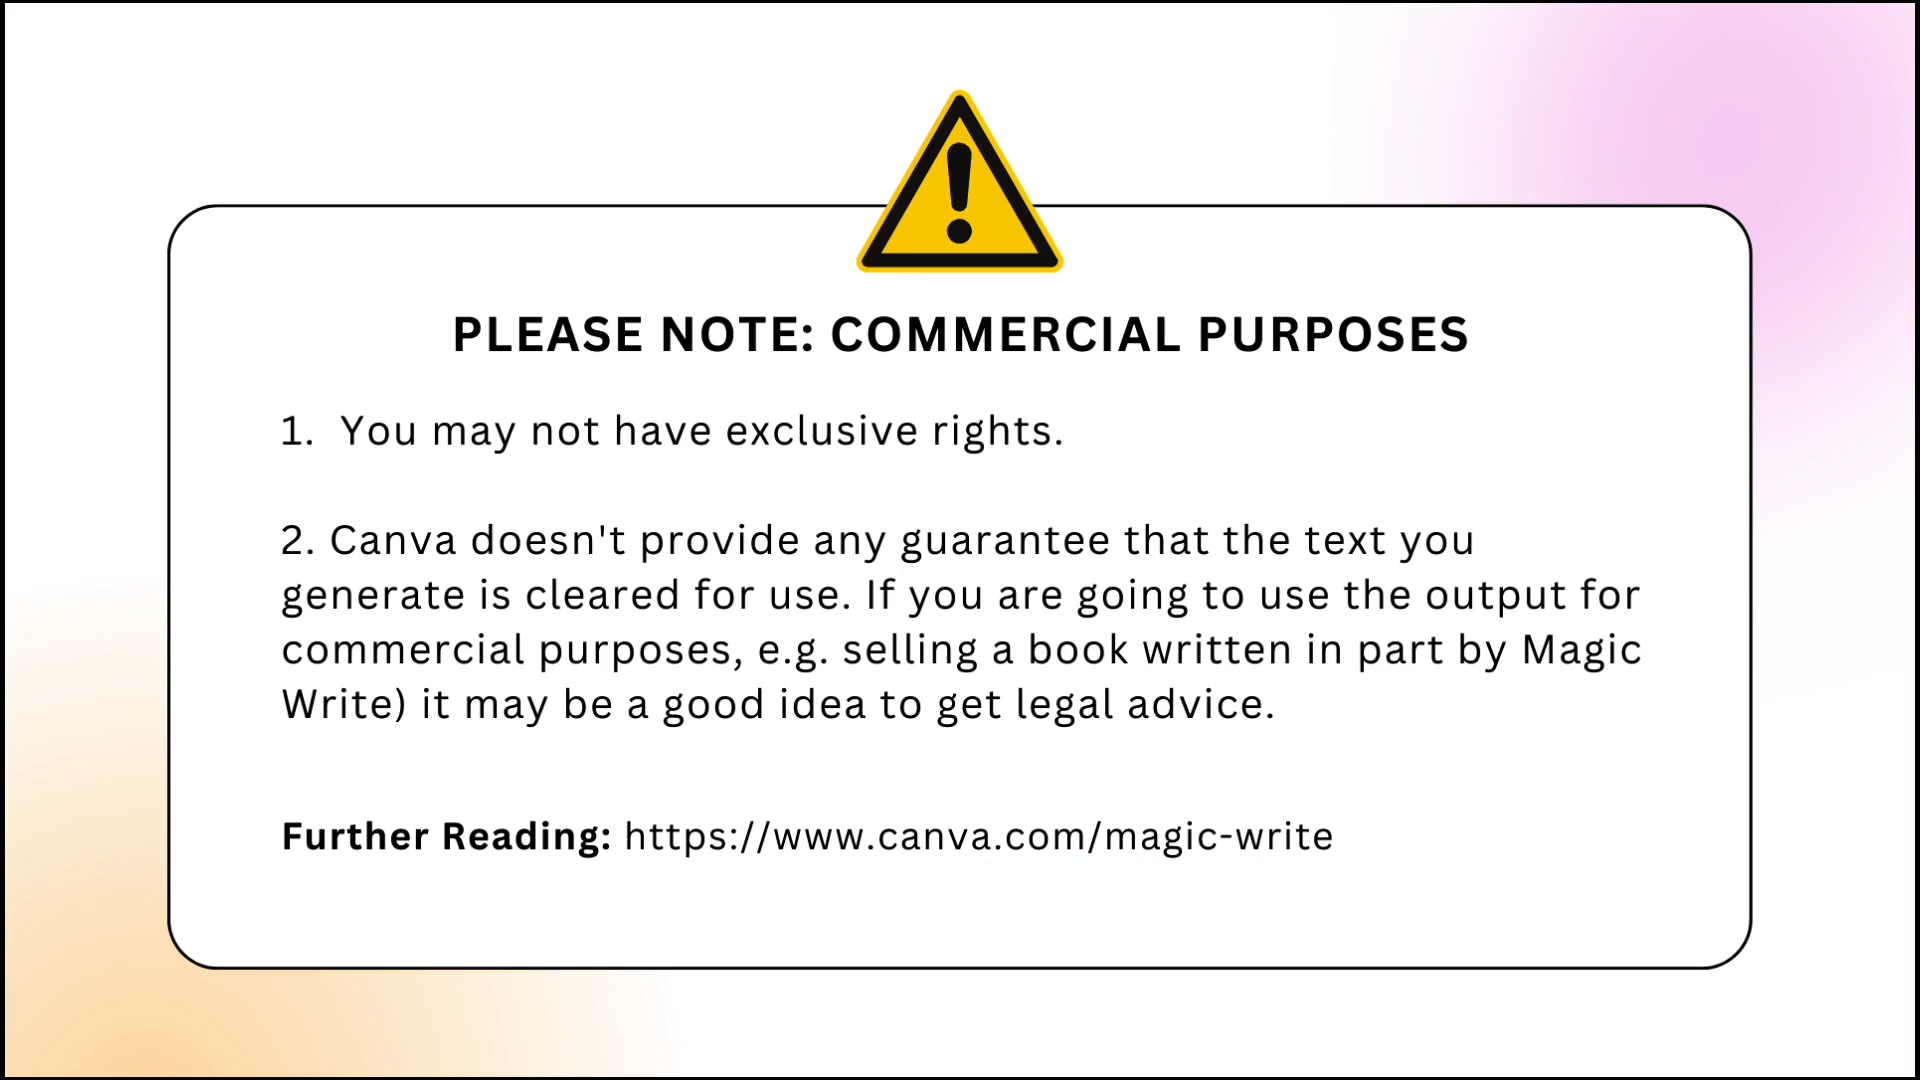 PLEASE NOTE: COMMERCIAL PURPOSES
1. You may not have exclusive rights.
2. Canva doesn't provide any guarantee that the text you
generate is cleared for use. If you are going to use the output for
commercial purposes, e.g. selling a book written in part by Magic
Write) it may be a good idea to get legal advice.
Further Reading: https://www.canva.com/magic-write